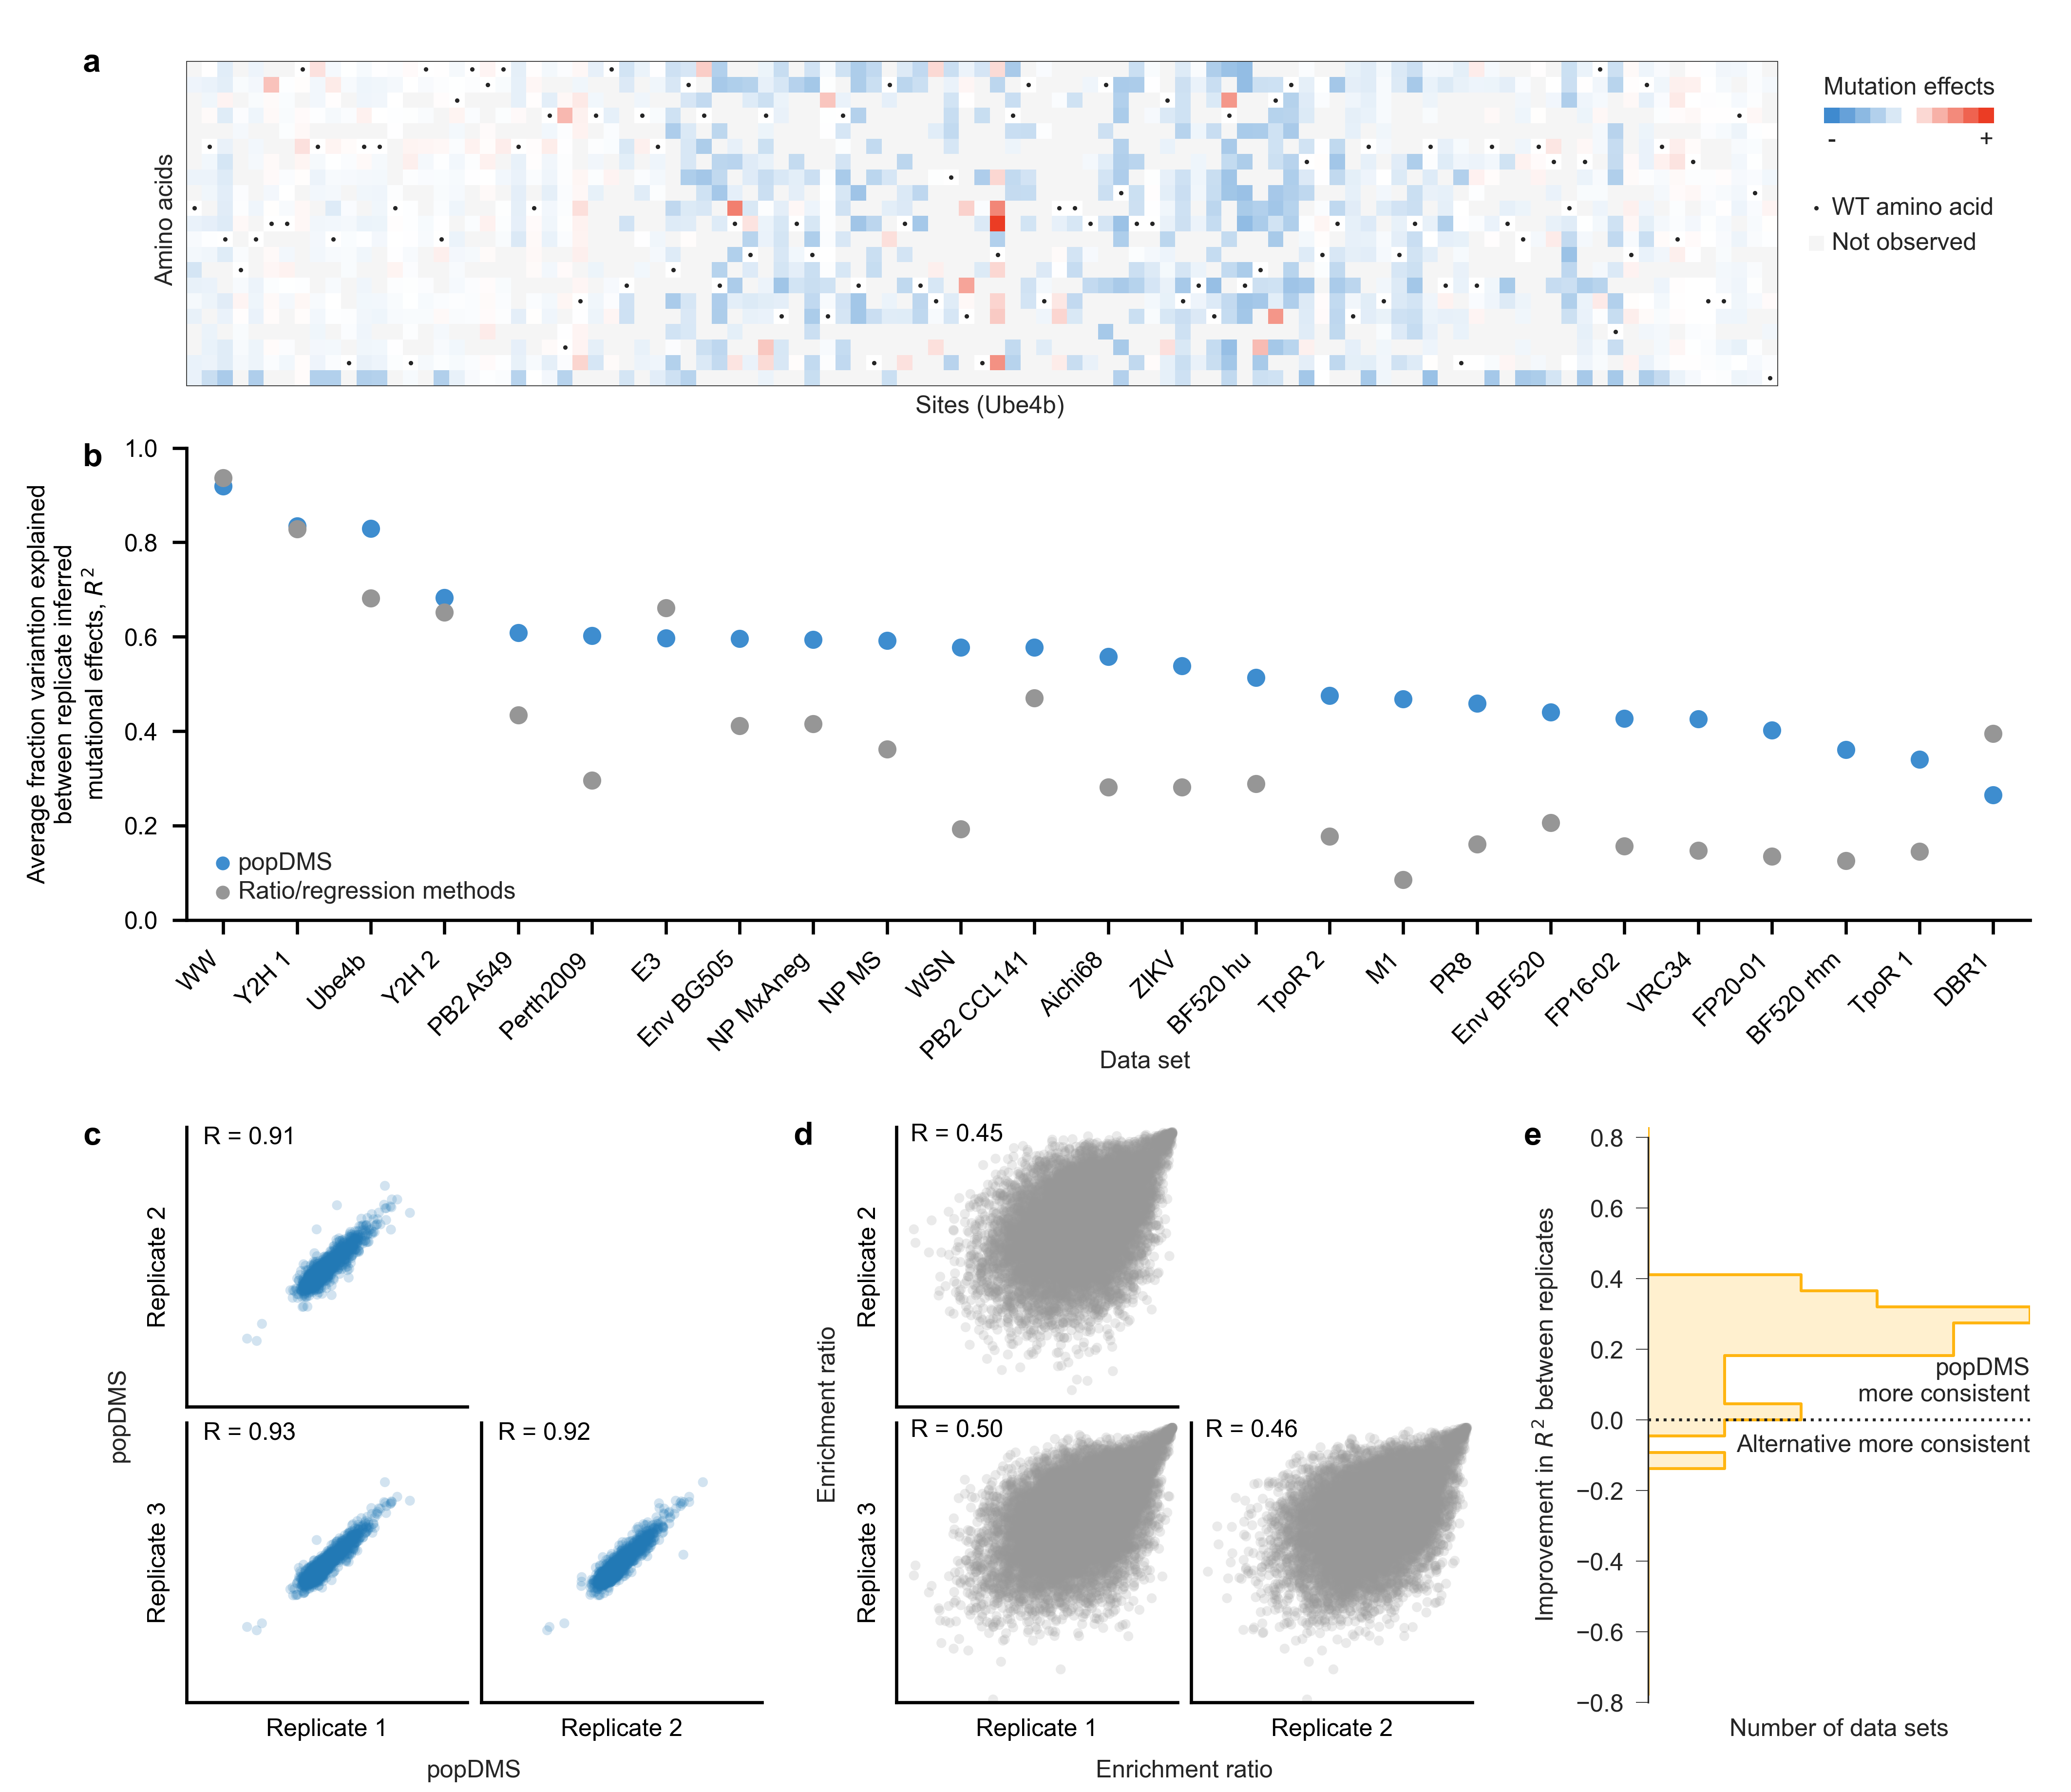 a
Mutation effects
- +
WT amino acid
Not observed
Amino acids
Sites (Ube4b)
b
Average fraction variantion explained
between replicate inferred
mutational effects, R²
1.0
0.8
0.6
0.4
0.2
0.0
popDMS
Ratio/regression methods
WW
Y2H 1
Ube4b
Y2H 2
PB2 A549
Perth2009
E3
Env BG505
NP MxAneg
NP MS
WSN
PB2 CCL141
Aichi68
ZIKV
BF520 hu
TpoR 2
M1
PR8
Env BF520
FP16-02
VRC34
FP20-01
BF520 rhm
TpoR 1
DBR1
Data set
c
R = 0.91
Replicate 2
popDMS
R = 0.93
R = 0.92
Replicate 3
Replicate 1
Replicate 2
popDMS
d
R = 0.45
Replicate 2
Enrichment ratio
R = 0.50
R = 0.46
Replicate 3
Replicate 1
Replicate 2
Enrichment ratio
e
Improvement in R² between replicates
0.8
0.6
0.4
0.2
0.0
−0.2
−0.4
−0.6
−0.8
popDMS
more consistent
Alternative more consistent
Number of data sets